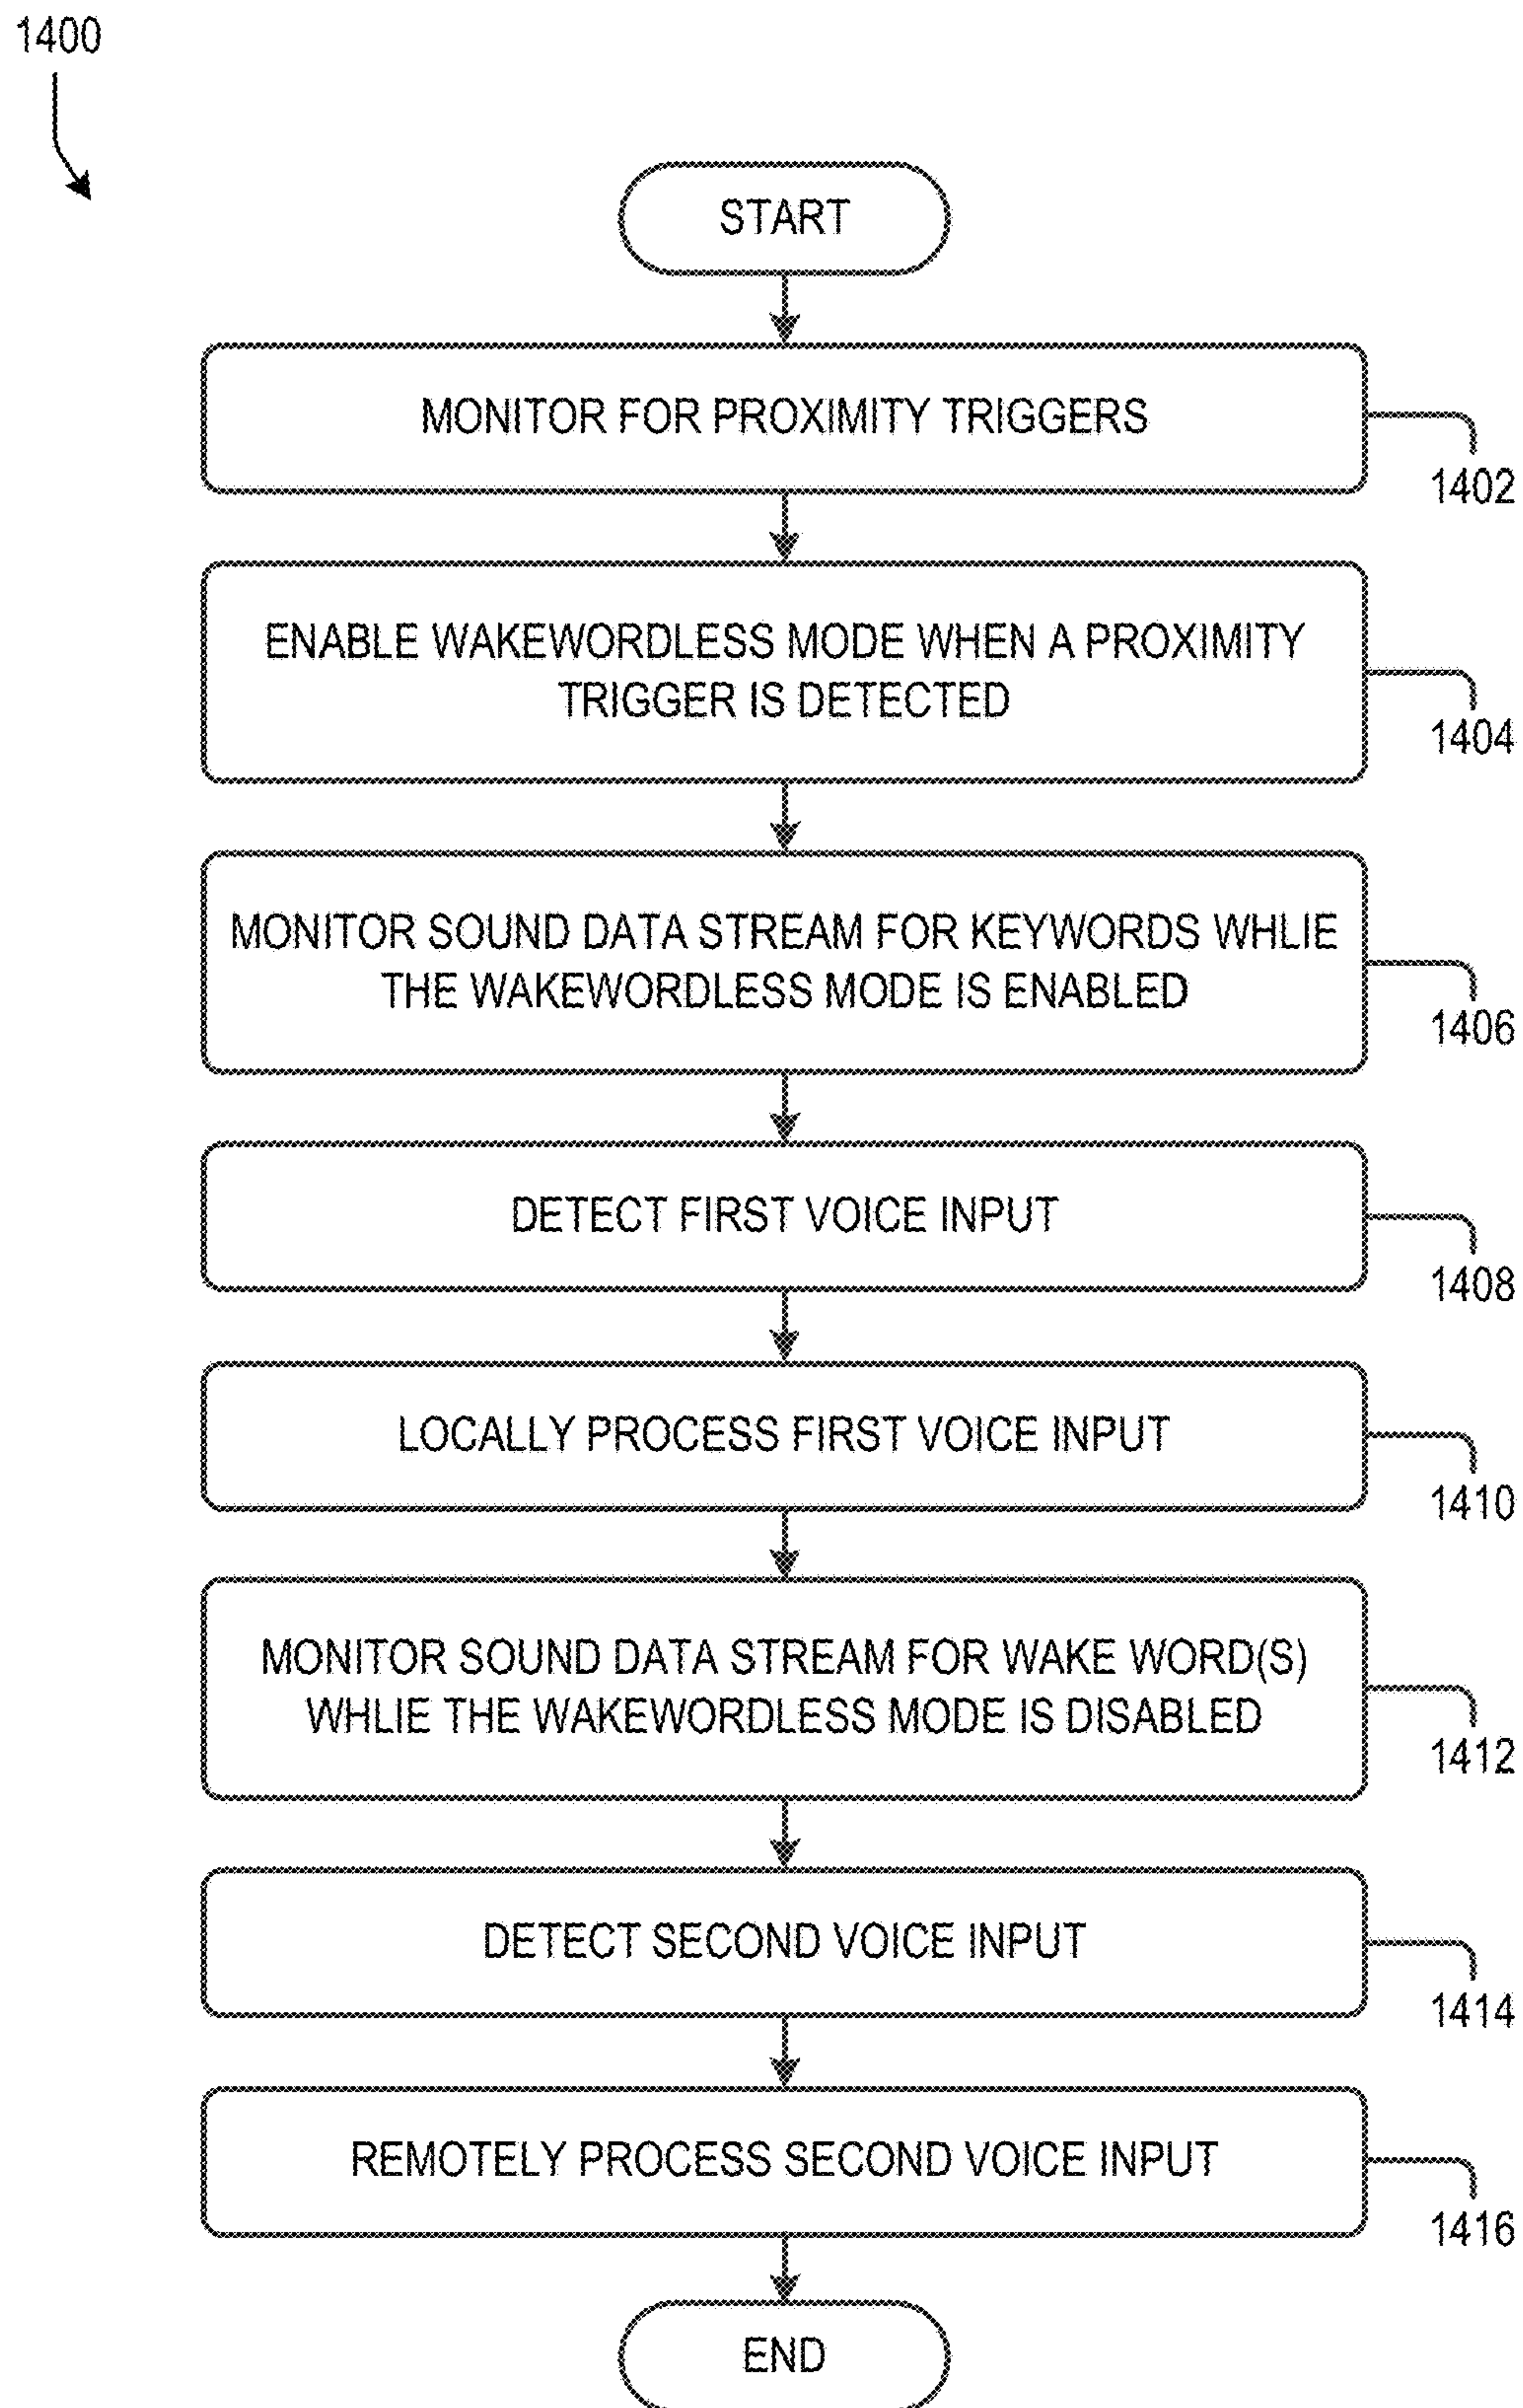 1400
START
MONITOR FOR PROXIMITY TRIGGERS
1402
ENABLE WAKEWORDLESS MODE WHEN A PROXIMITY
TRIGGER IS DETECTED
1404
MONITOR SOUND DATA STREAM FOR KEYWORDS WHLIE
THE WAKEWORDLESS MODE IS ENABLED
1406
DETECT FIRST VOICE INPUT
1408
LOCALLY PROCESS FIRST VOICE INPUT
1410
MONITOR SOUND DATA STREAM FOR WAKE WORD(S)
WHLIE THE WAKEWORDLESS MODE IS DISABLED
1412
DETECT SECOND VOICE INPUT
1414
REMOTELY PROCESS SECOND VOICE INPUT
1416
END